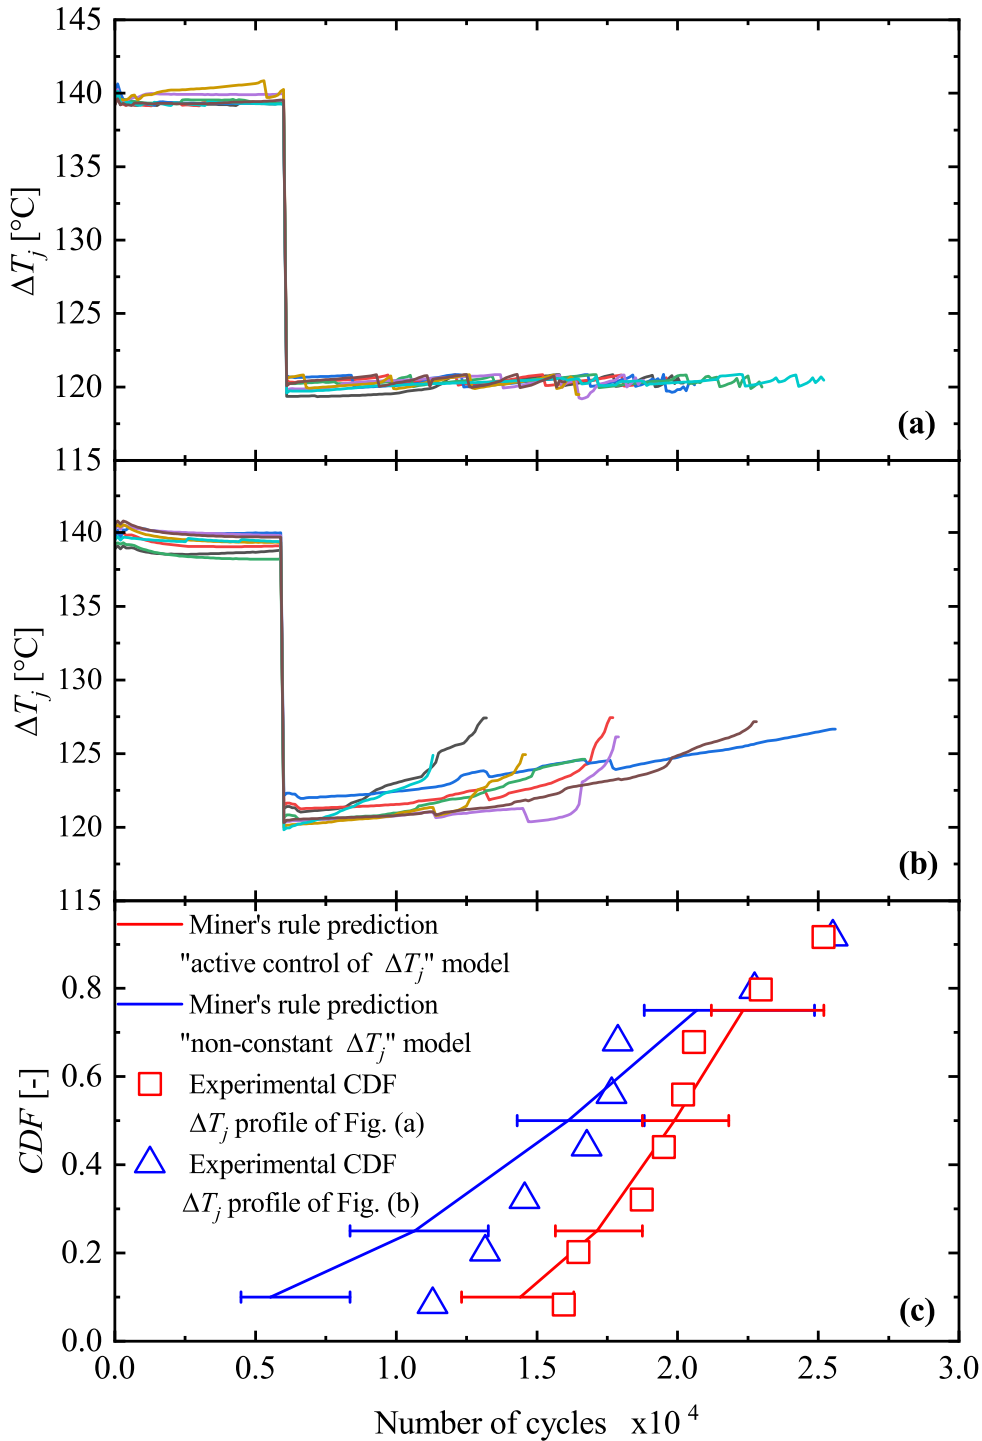 145
140
135
130
125
120
115
ΔTj [°C]
(a)
140
135
130
125
120
115
ΔTj [°C]
(b)
Miner's rule prediction
"active control of ΔTj" model
Miner's rule prediction
"non-constant ΔTj" model
Experimental CDF
ΔTj profile of Fig. (a)
Experimental CDF
ΔTj profile of Fig. (b)
0.8
0.6
0.4
0.2
0.0
CDF [-]
(c)
0.0 0.5 1.0 1.5 2.0 2.5 3.0
Number of cycles x10 4